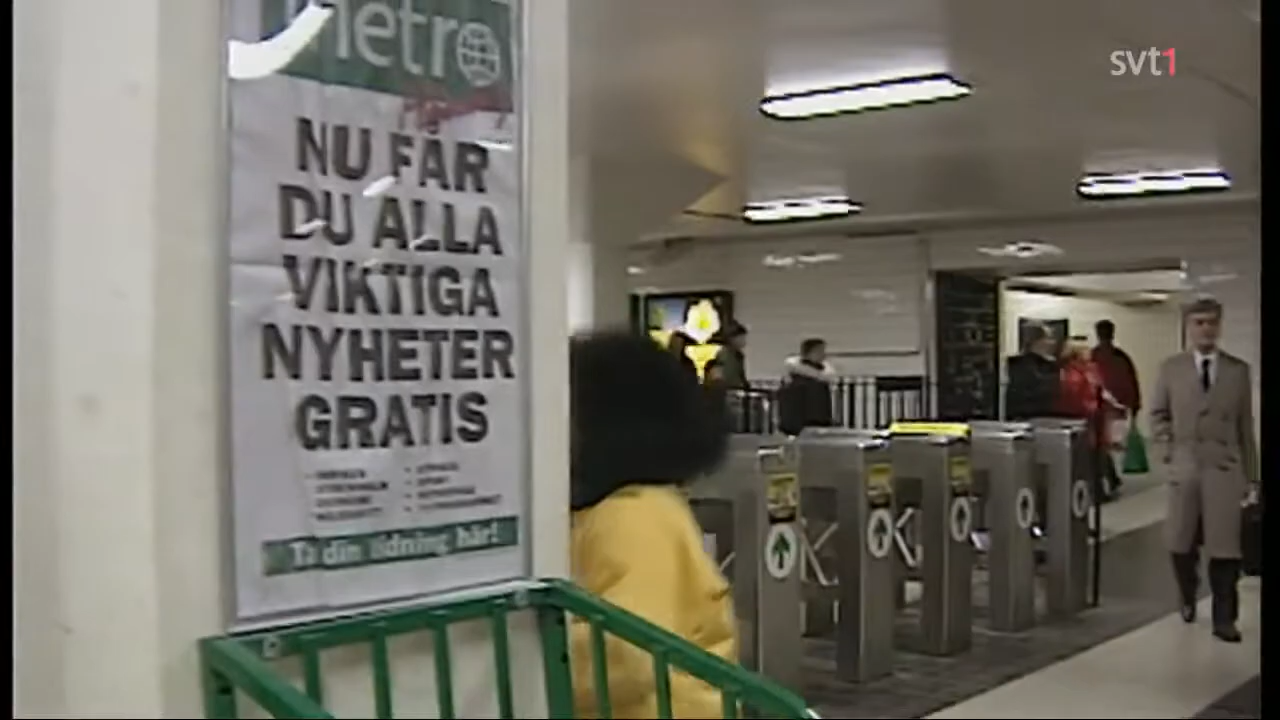 metro
svt1
NU FÅR
DU ALLA
VIKTIGA
NYHETER
GRATIS
Ta din tidning här!